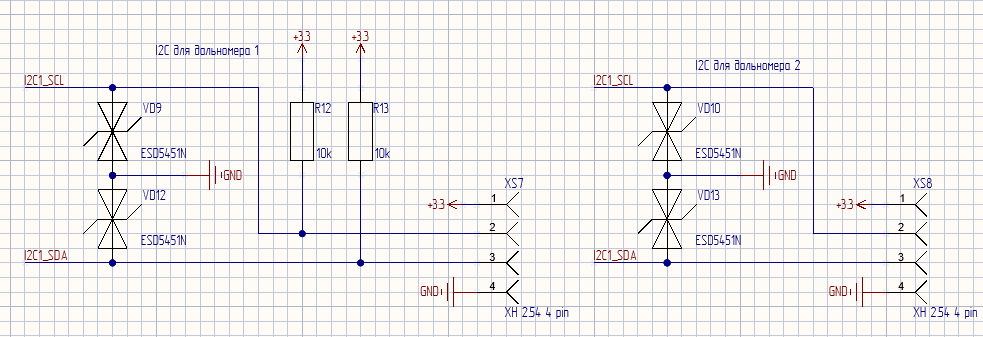 +3.3
+3.3
I2C для дальномера 1
I2C1_SCL
VD9
R12
R13
10k
10k
ESD5451N
GND
VD12
XS7
+3.3
1
2
ESD5451N
I2C1_SDA
3
GND
4
XH 2.54 4 pin
I2C для дальномера 2
I2C1_SCL
VD10
ESD5451N
GND
VD13
XS8
+3.3
1
2
ESD5451N
I2C1_SDA
3
GND
4
XH 2.54 4 pin